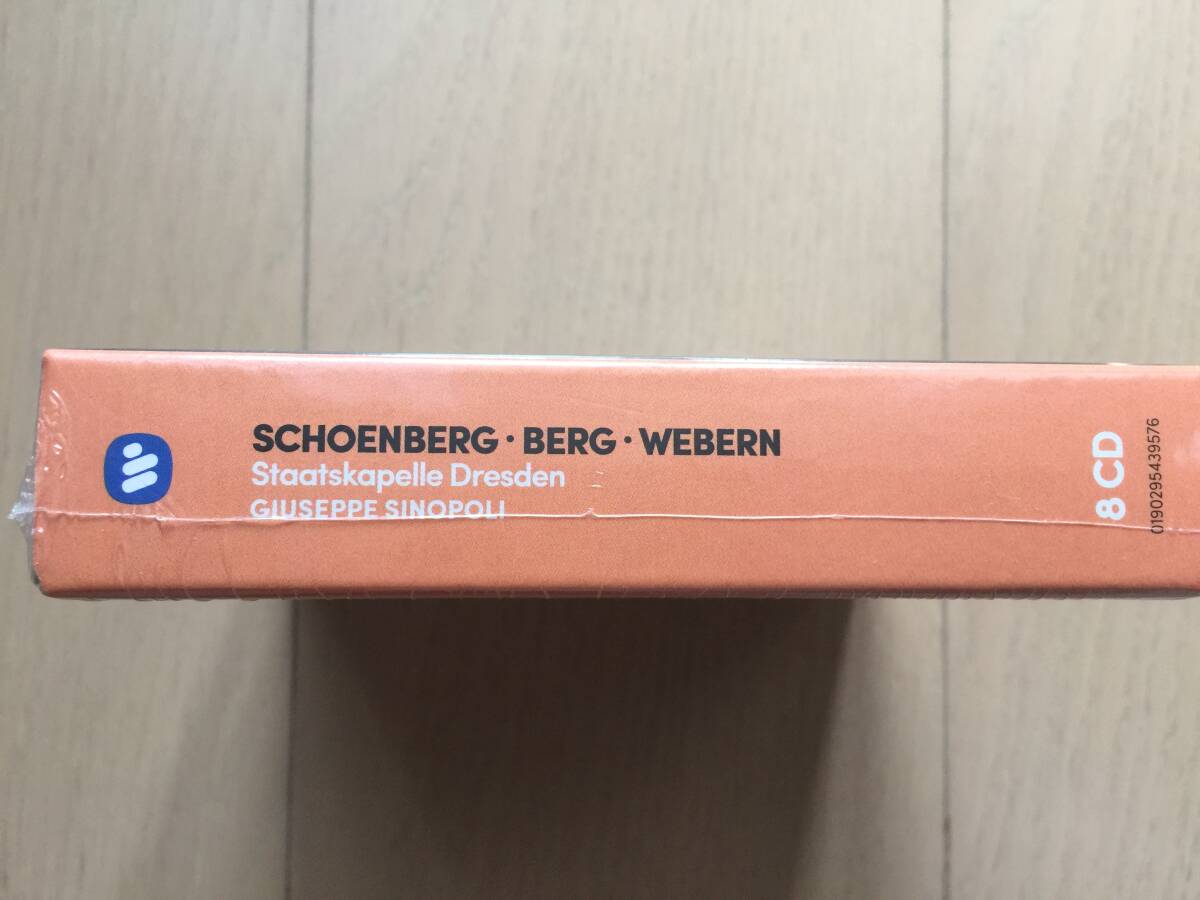 SCHOENBERG · BERG · WEBERN
Staatskapelle Dresden
GIUSEPPE SINOPOLI
8 CD
0190295439576